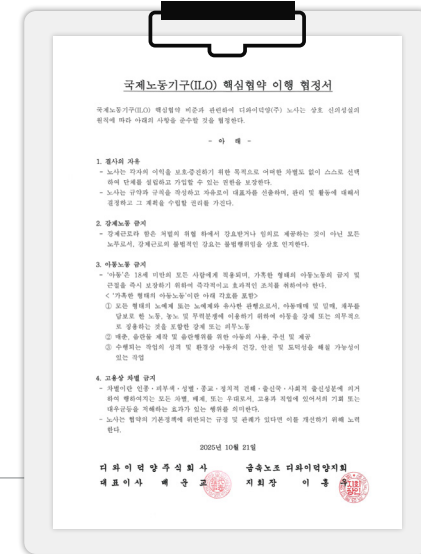 국제노동기구(ILO) 핵심협약 이행 협정서
국제노동기구(ILO) 핵심협약 비준과 관련하여 디와이덕양(주) 노사는 상호 신의성실의
원칙에 따라 아래의 사항을 준수할 것을 협정한다.
- 아 래 -
1. 결사의 자유
- 노사는 각자의 이익을 보호·증진하기 위한 목적으로 어떠한 차별도 없이 스스로 선택
하여 단체를 설립하고 가입할 수 있는 권한을 보장한다.
- 노사는 규약과 규칙을 작성하고 자유로이 대표자를 선출하며, 관리 및 활동에 대해서
결정하고 그 계획을 수립할 권리를 가진다.
2. 강제노동 금지
- 강제근로라 함은 처벌의 위협 하에서 강요받거나 임의로 제공하는 것이 아닌 모든
노무로서, 강제근로의 불법적인 강요는 불법행위임을 상호 인지한다.
3. 아동노동 금지
- '아동'은 18세 미만의 모든 사람에게 적용되며, 가혹한 형태의 아동노동의 금지 및
근절을 즉시 보장하기 위하여 즉각적이고 효과적인 조치를 취하여야 한다.
< '가혹한 형태의 아동노동'이란 아래 각호를 포함>
① 모든 형태의 노예제 또는 노예제와 유사한 관행으로서, 아동매매 및 밀매, 채무를
담보로 한 노동, 농노 및 무력분쟁에 이용하기 위하여 아동을 강제 또는 의무적으
로 징용하는 것을 포함한 강제 또는 의무노동
② 매춘, 음란물 제작 및 음란행위를 위한 아동의 사용, 주선 및 제공
③ 수행되는 작업의 성격 및 환경상 아동의 건강, 안전 및 도덕성을 해칠 가능성이
있는 작업
4. 고용상 차별 금지
- 차별이란 인종·피부색·성별·종교·정치적 견해·출신국·사회적 출신성분에 의거
하여 행하여지는 모든 차별, 배제, 또는 우대로서, 고용과 직업에 있어서의 기회 또는
대우균등을 저해하는 효과가 있는 행위를 의미한다.
- 노사는 협약의 기본정책에 위반되는 규정 및 관례가 있다면 이를 개선하기 위해 노력
한다.
2025년 10월 21일
디와이덕양주식회사 금속노조 디와이덕양지회
대표이사 배 운 교 지회장 이 홍 우